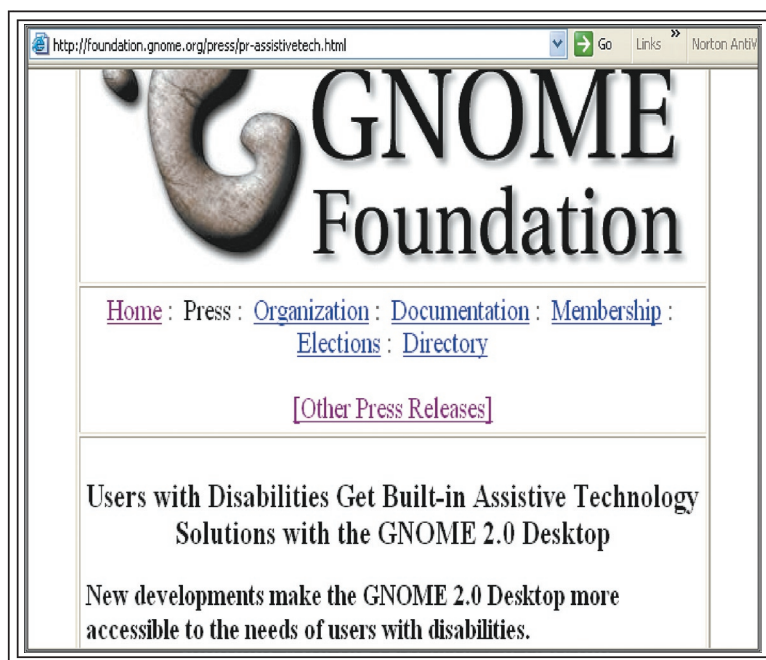 http://foundation.gnome.org/press/pr-assistivetech.html Go Links » Norton AntiV
GNOME
Foundation
Home : Press : Organization : Documentation : Membership :
Elections : Directory
[Other Press Releases]
Users with Disabilities Get Built-in Assistive Technology
Solutions with the GNOME 2.0 Desktop
New developments make the GNOME 2.0 Desktop more
accessible to the needs of users with disabilities.